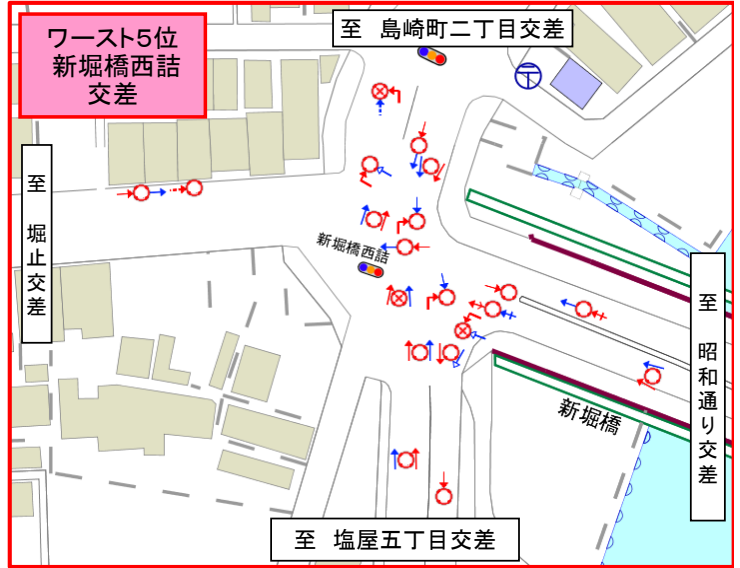 ワースト5位
新堀橋西詰
交差
至 島崎町二丁目交差
至 堀止交差
新堀橋西詰
至 昭和通り交差
新堀橋
至 塩屋五丁目交差